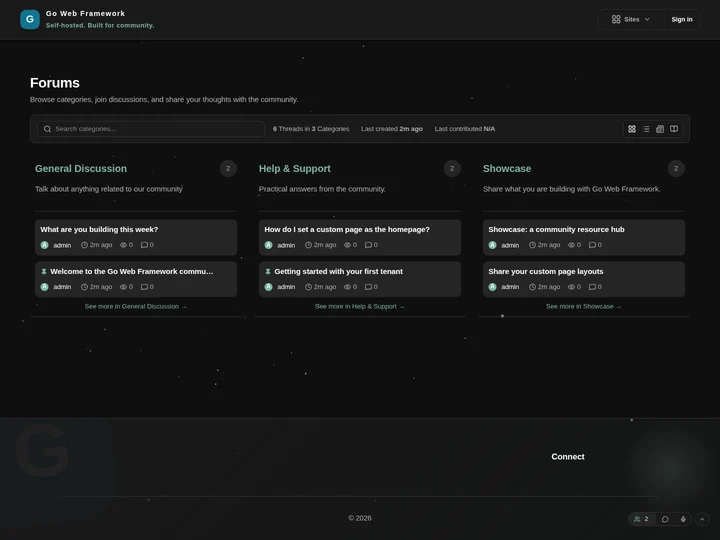 G
Go Web Framework
Self-hosted. Built for community.
Sites
Sign in
Forums
Browse categories, join discussions, and share your thoughts with the community.
Search categories...
6 Threads in 3 Categories
Last created 2m ago
Last contributed N/A
General Discussion
2
Talk about anything related to our community
What are you building this week?
A admin 2m ago 0 0
Welcome to the Go Web Framework commu...
A admin 2m ago 0 0
See more in General Discussion →
Help & Support
2
Practical answers from the community.
How do I set a custom page as the homepage?
A admin 2m ago 0 0
Getting started with your first tenant
A admin 2m ago 0 0
See more in Help & Support →
Showcase
2
Share what you are building with Go Web Framework.
Showcase: a community resource hub
A admin 2m ago 0 0
Share your custom page layouts
A admin 2m ago 0 0
See more in Showcase →
G
Connect
© 2026
2